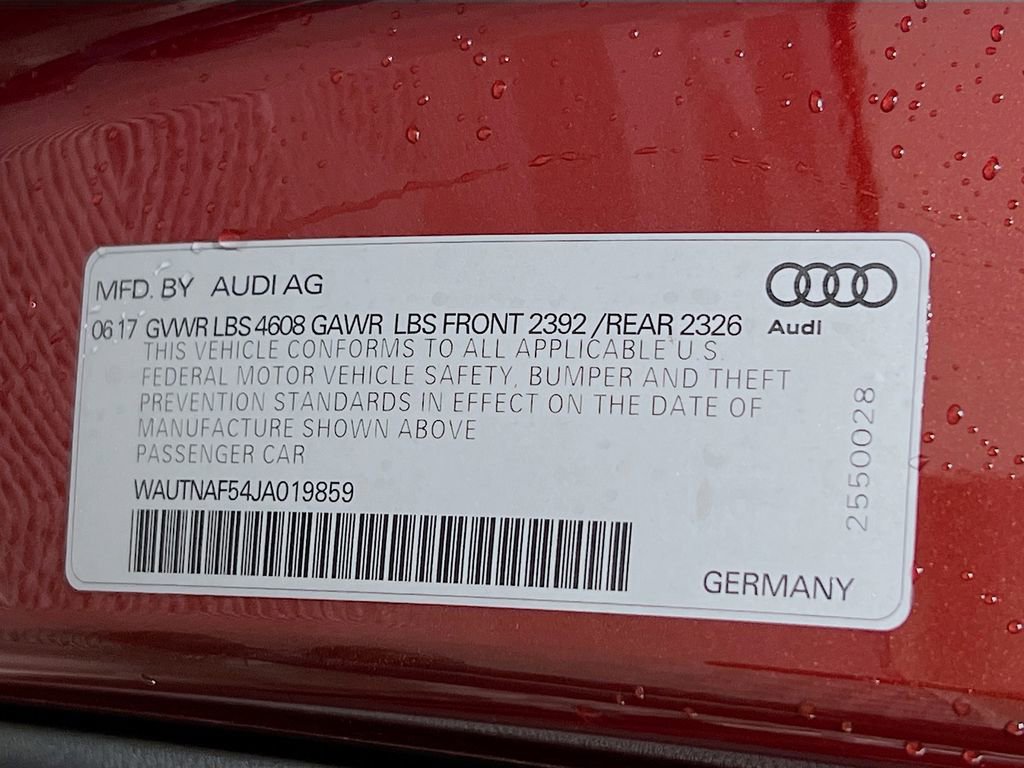 MFD. BY AUDI AG
06.17 GVWR LBS 4608 GAWR LBS FRONT 2392 /REAR 2326
Audi
THIS VEHICLE CONFORMS TO ALL APPLICABLE U.S.
FEDERAL MOTOR VEHICLE SAFETY, BUMPER AND THEFT
PREVENTION STANDARDS IN EFFECT ON THE DATE OF
MANUFACTURE SHOWN ABOVE
PASSENGER CAR
WAUTNAF54JA019859
2550028
GERMANY